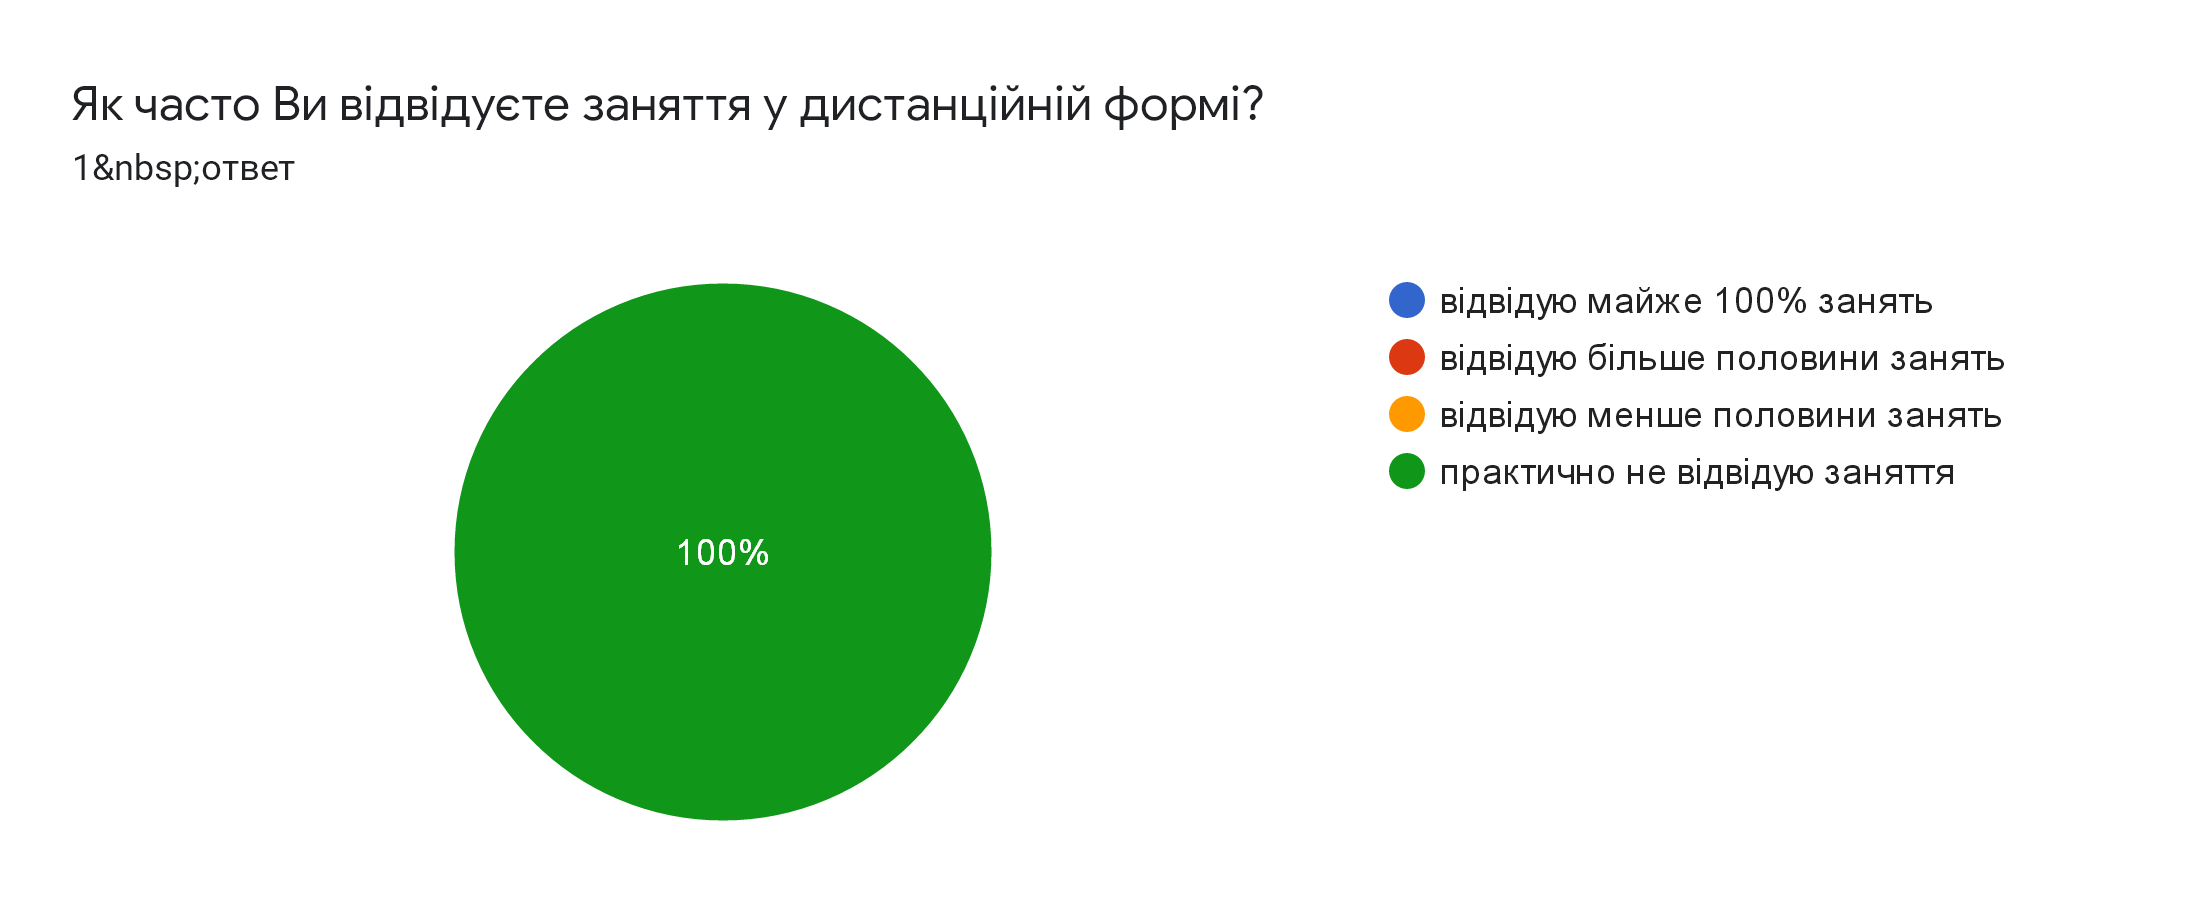 Як часто Ви відвідуєте заняття у дистанційній формі?
1&nbsp;ответ
100%
відвідую майже 100% занять
відвідую більше половини занять
відвідую менше половини занять
практично не відвідую заняття